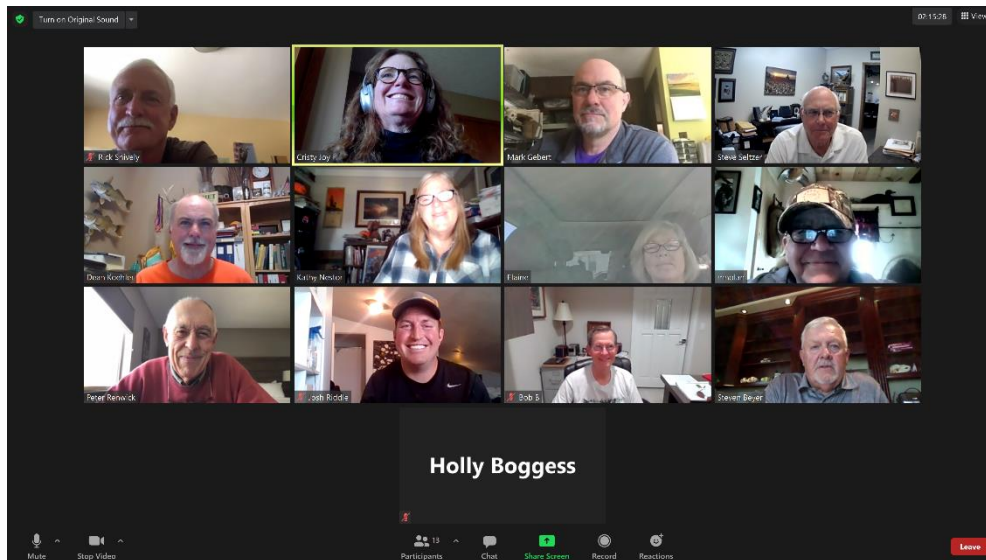 Turn on Original Sound
02:15:28
View
Rick Shively
Cristy Joy
Mark Gebert
Steve Seltzer
Dean Koehler
Kathy Nestor
Elaine
Peter Renwick
Josh Riddle
Bob B
Steven Beyer
Holly Boggess
Mute
Stop Video
13
Participants
Chat
Share Screen
Record
Reactions
Leave